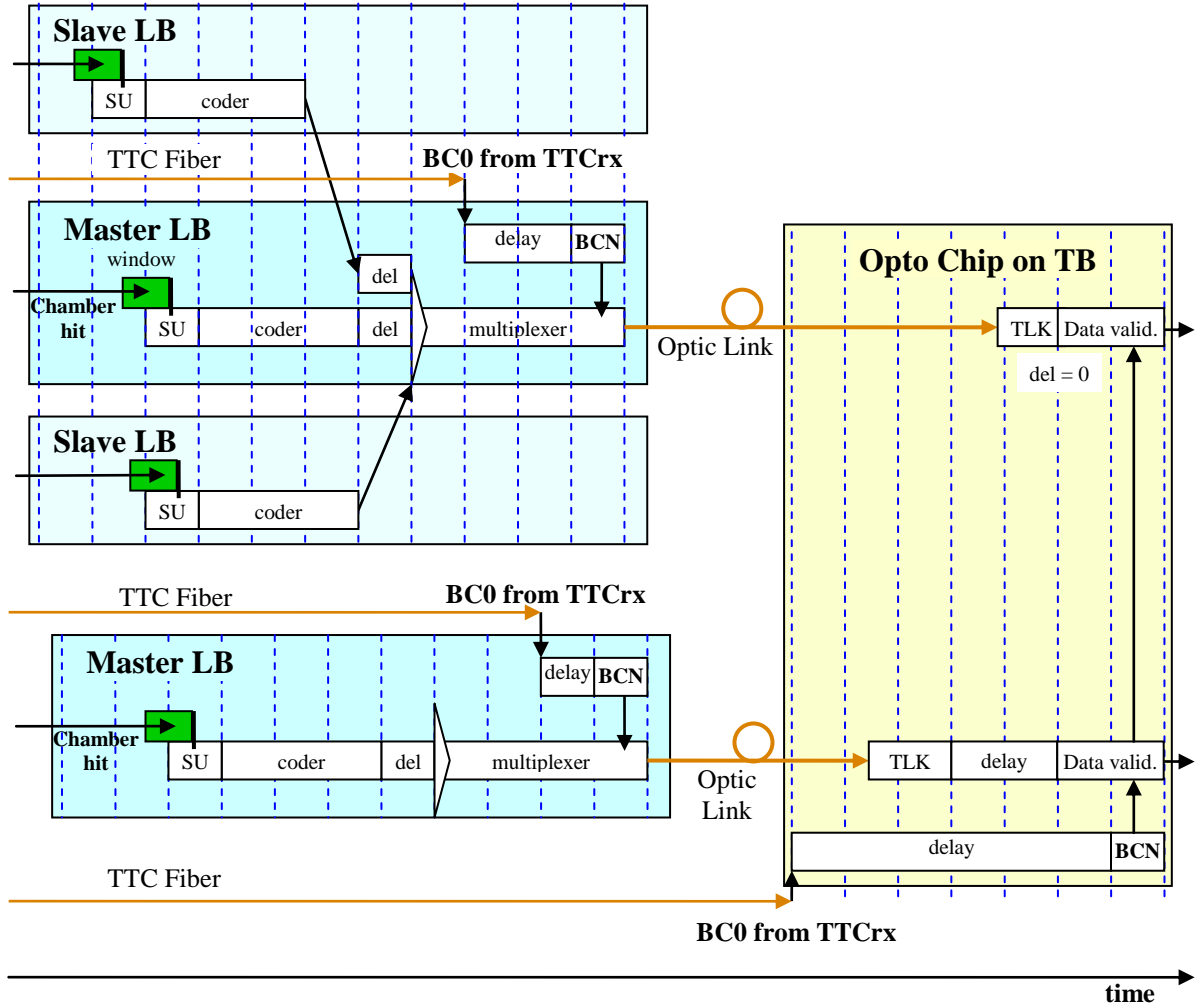 Slave LB
SU
coder
TTC Fiber
BC0 from TTCrx
Master LB
window
delay
BCN
del
Chamber
hit
SU
coder
del
multiplexer
Optic Link
Opto Chip on TB
TLK
Data valid.
del = 0
Slave LB
SU
coder
TTC Fiber
BC0 from TTCrx
Master LB
delay
BCN
Chamber
hit
SU
coder
del
multiplexer
Optic
Link
TLK
delay
Data valid.
delay
BCN
TTC Fiber
BC0 from TTCrx
time